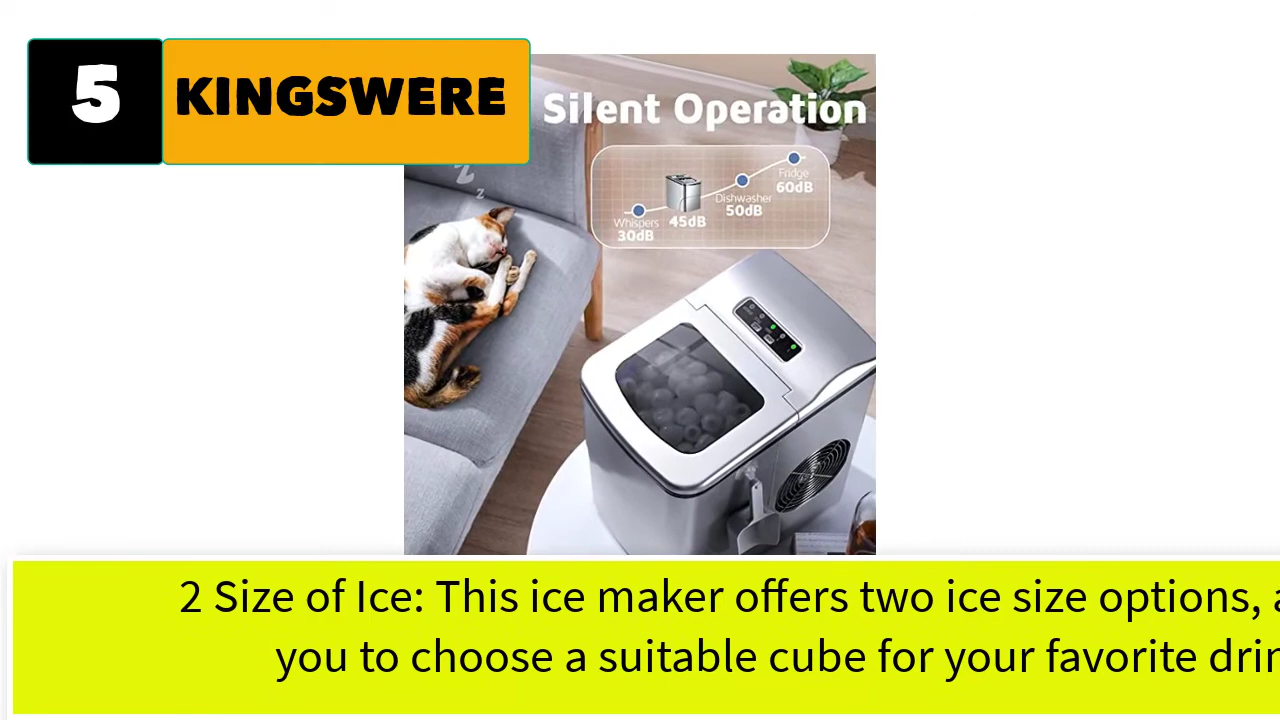 5
KINGSWERE
Silent Operation
z
z
Fridge
60dB
Dishwasher
50dB
45dB
Whispers
30dB
2 Size of Ice: This ice maker offers two ice size options,
you to choose a suitable cube for your favorite